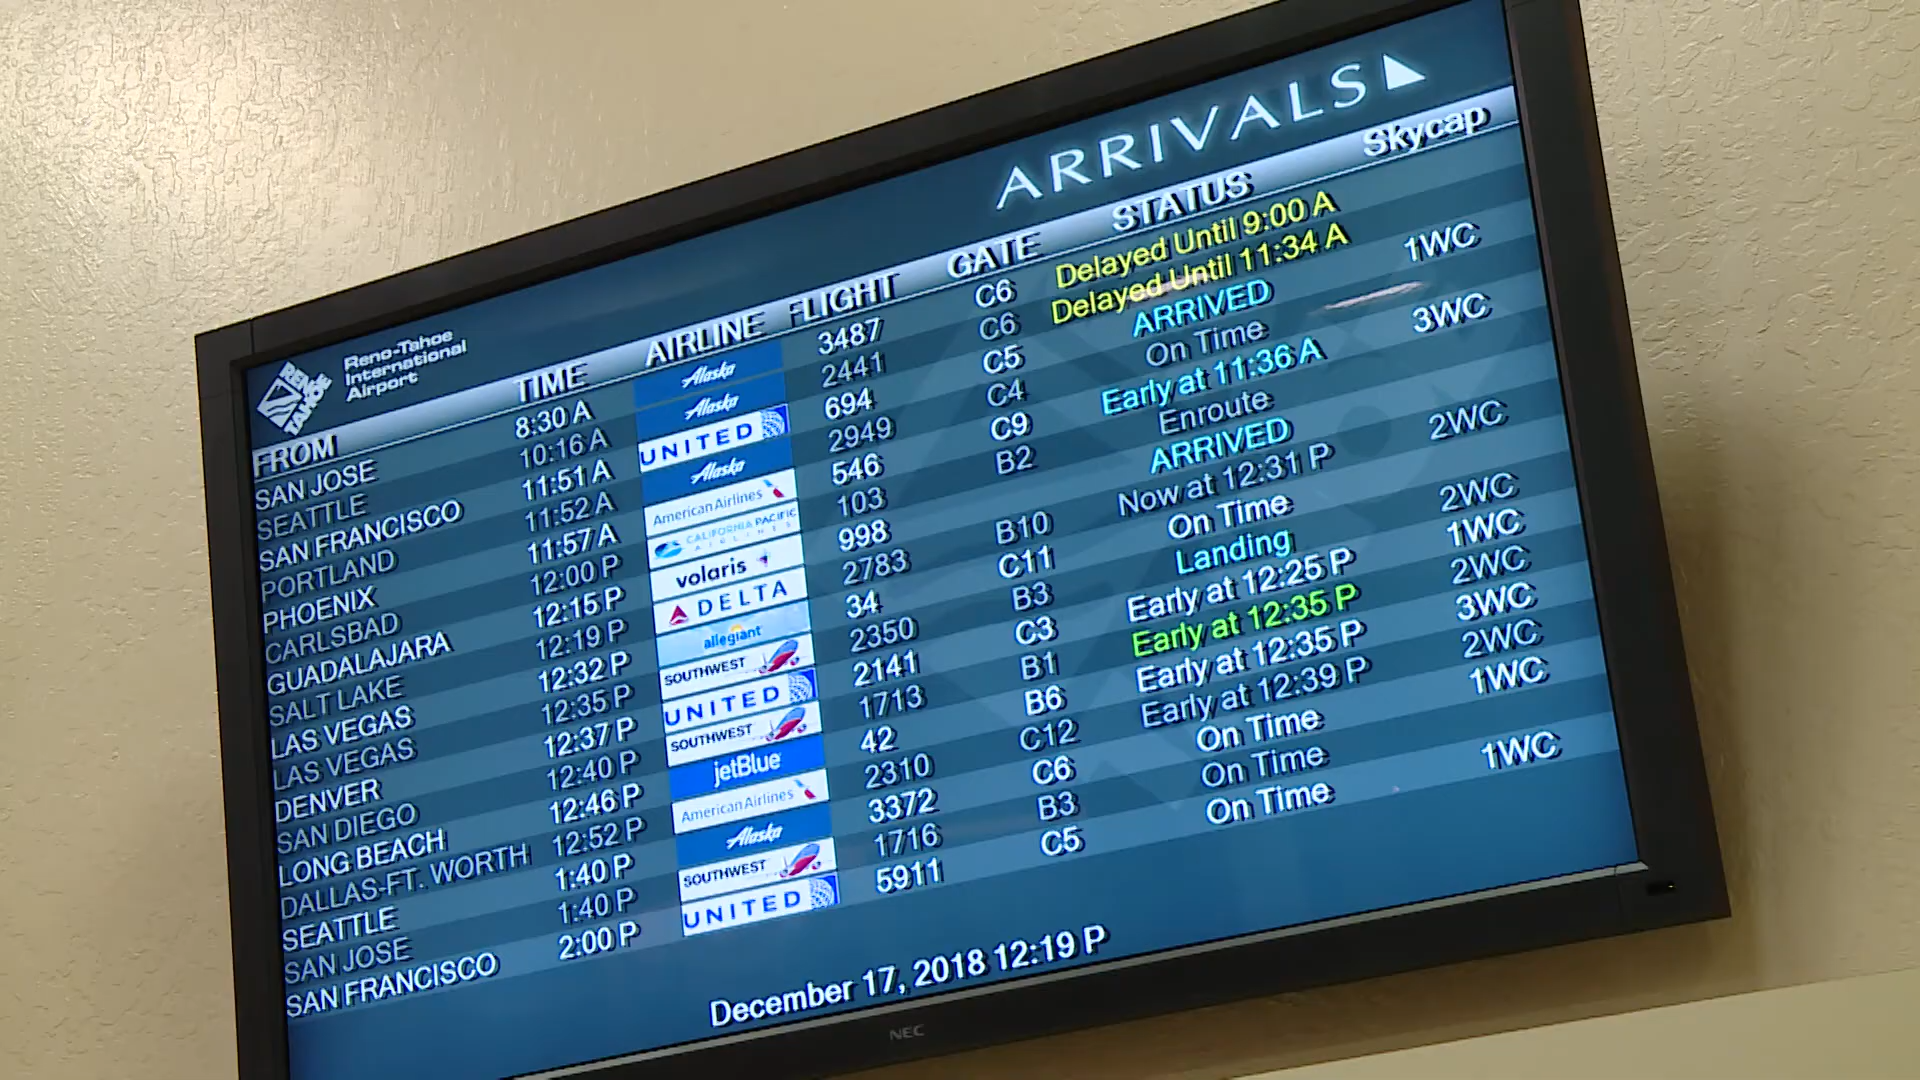 ARRIVALS
Reno-Tahoe
International
Airport
RENO
TAHOE
FROM TIME AIRLINE FLIGHT GATE STATUS Skycap
SAN JOSE 8:30 A Alaska 3487 C6 Delayed Until 9:00 A
SEATTLE 10:16 A Alaska 2441 C6 Delayed Until 11:34 A
SAN FRANCISCO 11:51 A UNITED 694 C5 ARRIVED 1WC
PORTLAND 11:52 A Alaska 2949 C4 On Time
PHOENIX 11:57 A American Airlines 546 C9 Early at 11:36 A 3WC
CARLSBAD 12:00 P CALIFORNIA PACIFIC AIRLINES 103 B2 Enroute
GUADALAJARA 12:15 P volaris 998 ARRIVED
SALT LAKE 12:19 P DELTA 2783 B10 Now at 12:31 P 2WC
LAS VEGAS 12:32 P allegiant 34 C11 On Time
LAS VEGAS 12:35 P SOUTHWEST 2350 B3 Landing 2WC
DENVER 12:37 P UNITED 2141 C3 Early at 12:25 P 1WC
SAN DIEGO 12:40 P SOUTHWEST 1713 B1 Early at 12:35 P 2WC
LONG BEACH 12:46 P jetBlue 42 B6 Early at 12:35 P 3WC
DALLAS-FT. WORTH 12:52 P American Airlines 2310 C12 Early at 12:39 P 2WC
SEATTLE 1:40 P Alaska 3372 C6 On Time 1WC
SAN JOSE 1:40 P SOUTHWEST 1716 B3 On Time
SAN FRANCISCO 2:00 P UNITED 5911 C5 On Time 1WC
December 17, 2018 12:19 P
NEC